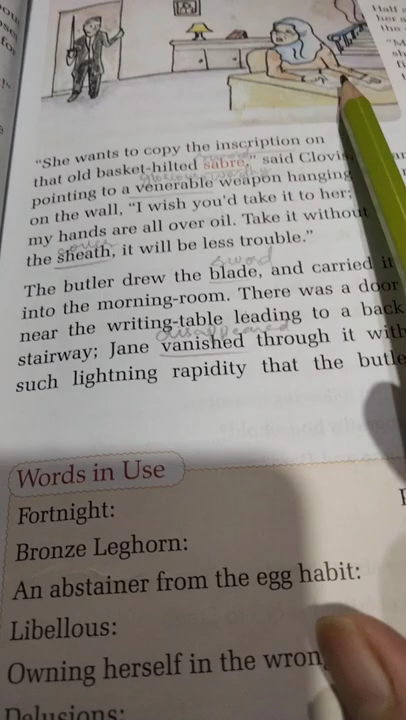 "She wants to copy the inscription on
that old basket-hilted sabre," said Clovis
pointing to a venerable weapon hanging
on the wall, "I wish you'd take it to her;
my hands are all over oil. Take it without
cover
the sheath, it will be less trouble."
sword
The butler drew the blade, and carried it
into the morning-room. There was a door
near the writing-table leading to a back
disappeared
stairway; Jane vanished through it with
such lightning rapidity that the butle
Words in Use
Fortnight:
Bronze Leghorn:
An abstainer from the egg habit:
Libellous:
Owning herself in the wron
Delusions: